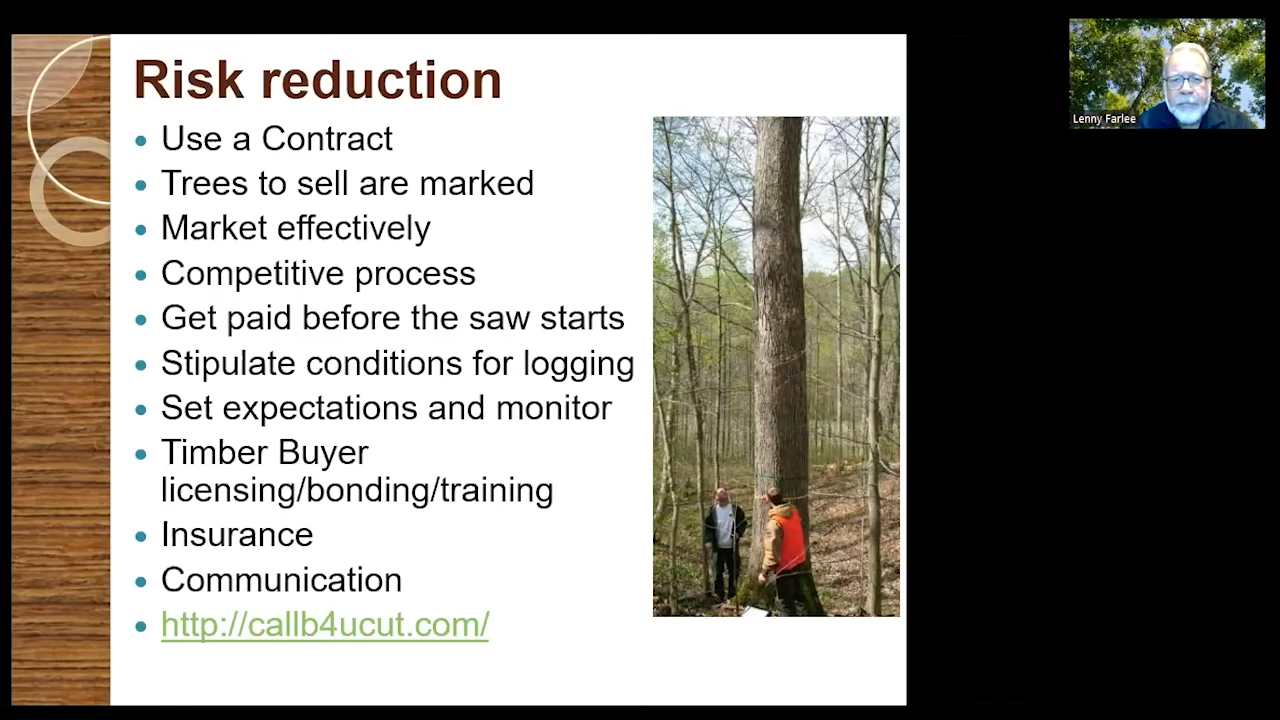 Risk reduction
Use a Contract
Trees to sell are marked
Market effectively
Competitive process
Get paid before the saw starts
Stipulate conditions for logging
Set expectations and monitor
Timber Buyer
licensing/bonding/training
Insurance
Communication
http://callb4ucut.com/
Lenny Farlee